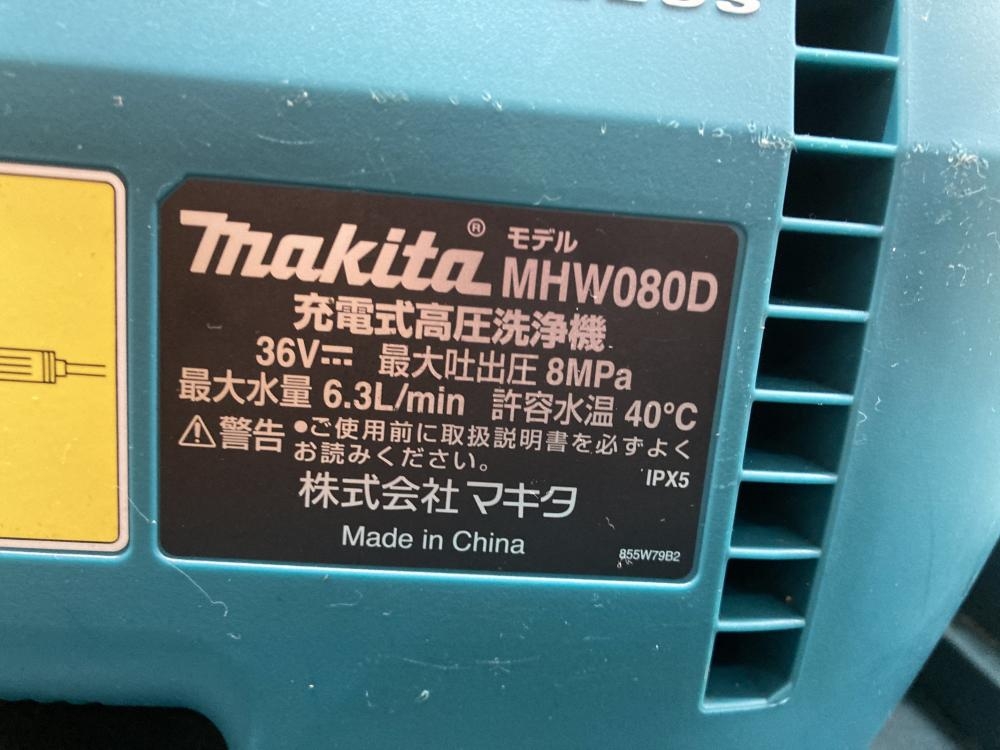 makita® モデル MHW080D
充電式高圧洗浄機
36V⎓ 最大吐出圧 8MPa
最大水量 6.3L/min 許容水温 40℃
⚠警告 •ご使用前に取扱説明書を必ずよく
お読みください。
IPX5
株式会社 マキタ
Made in China
855W79B2